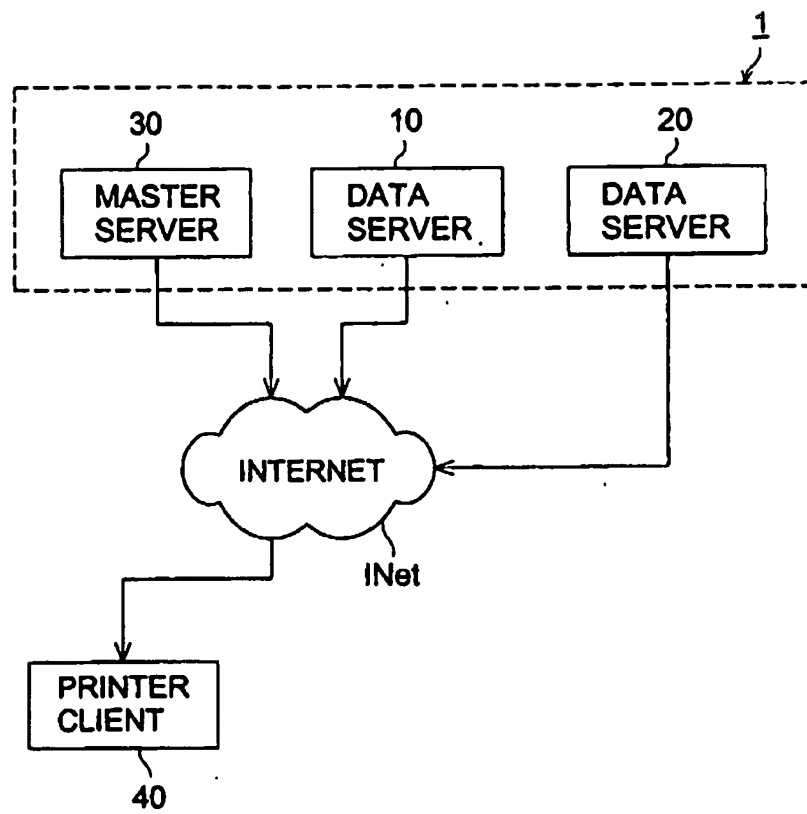 1
30
10
20
MASTER
SERVER
DATA
SERVER
DATA
SERVER
INTERNET
INet
PRINTER
CLIENT
40